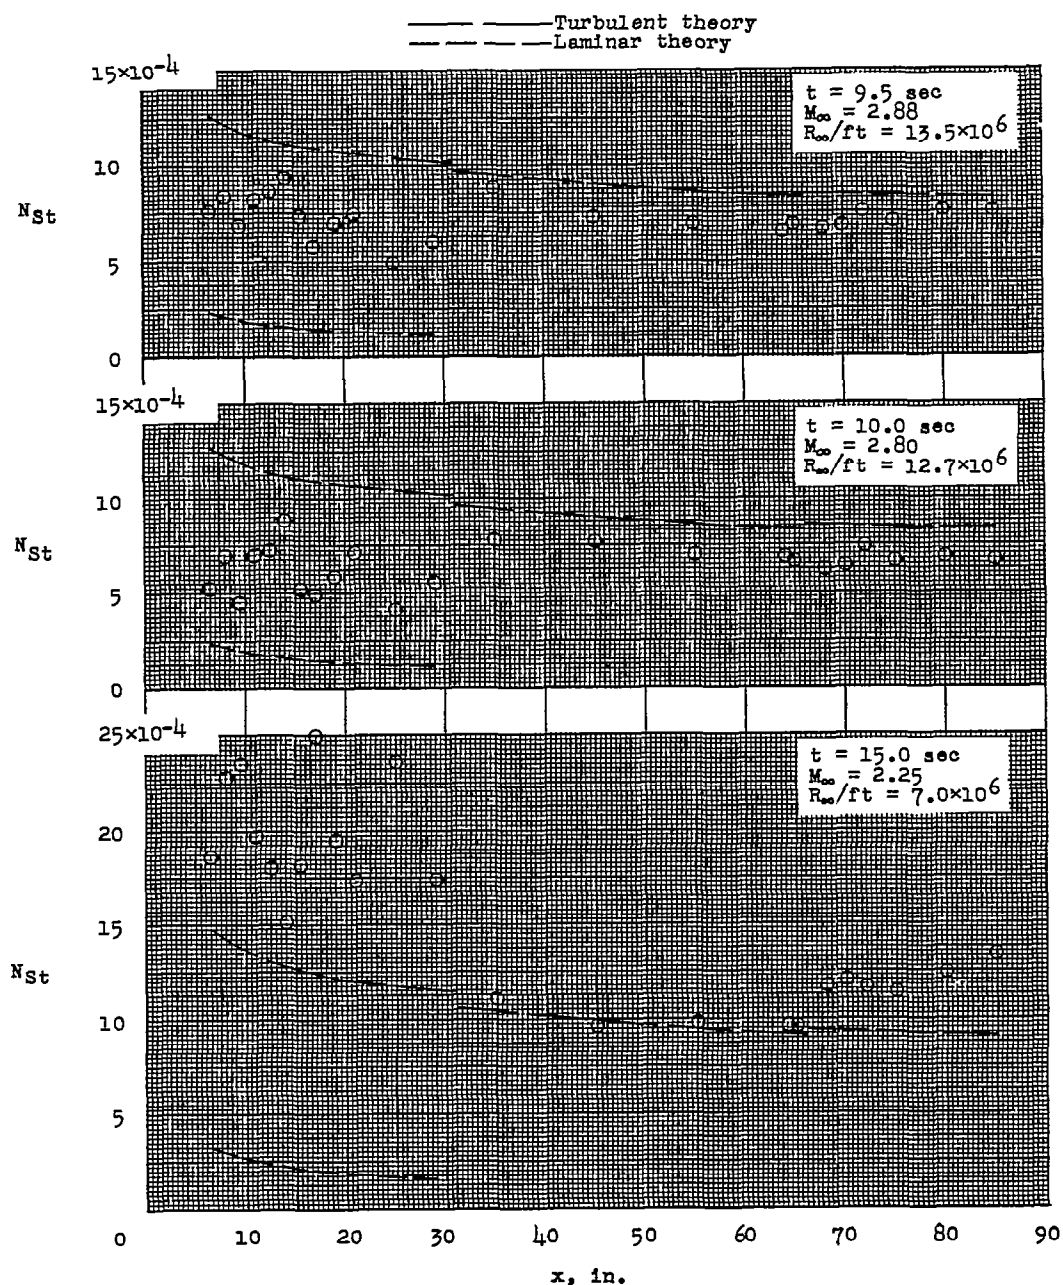 Turbulent theory
Laminar theory
15×10⁻⁴
10
5
0
N_St
t = 9.5 sec
M∞ = 2.88
R∞/ft = 13.5×10⁶
15×10⁻⁴
10
5
0
N_St
t = 10.0 sec
M∞ = 2.80
R∞/ft = 12.7×10⁶
25×10⁻⁴
20
15
10
5
N_St
t = 15.0 sec
M∞ = 2.25
R∞/ft = 7.0×10⁶
0 10 20 30 40 50 60 70 80 90
x, in.